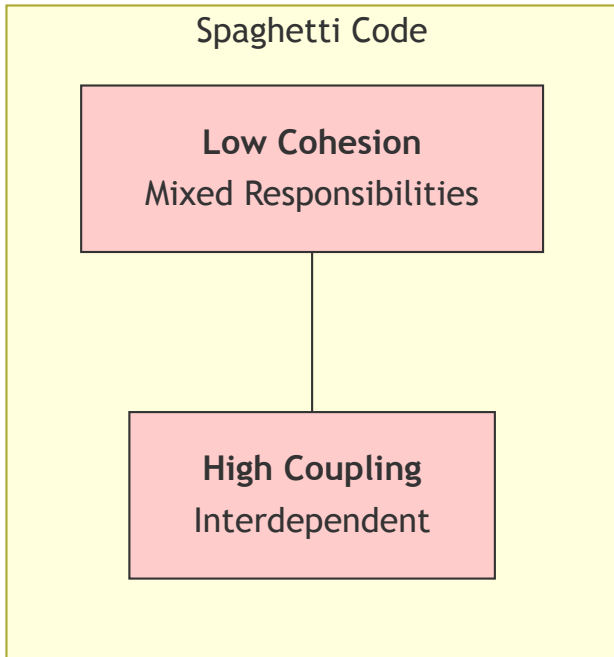 Spaghetti Code
Low Cohesion
Mixed Responsibilities
High Coupling
Interdependent